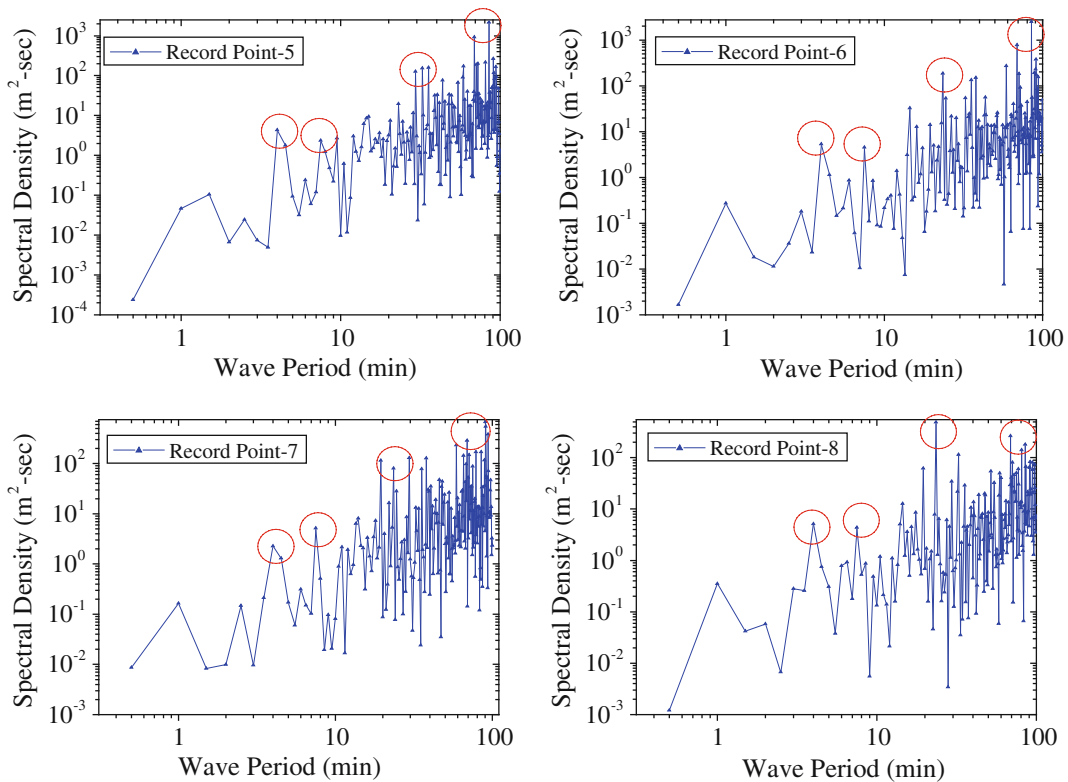 Record Point-5
Spectral Density (m²-sec)
10³
10²
10¹
10⁰
10⁻¹
10⁻²
10⁻³
10⁻⁴
1 10 100
Wave Period (min)
Record Point-6
Spectral Density (m²-sec)
10³
10²
10¹
10⁰
10⁻¹
10⁻²
10⁻³
1 10 100
Wave Period (min)
Record Point-7
Spectral Density (m²-sec)
10²
10¹
10⁰
10⁻¹
10⁻²
10⁻³
1 10 100
Wave Period (min)
Record Point-8
Spectral Density (m²-sec)
10²
10¹
10⁰
10⁻¹
10⁻²
10⁻³
1 10 100
Wave Period (min)